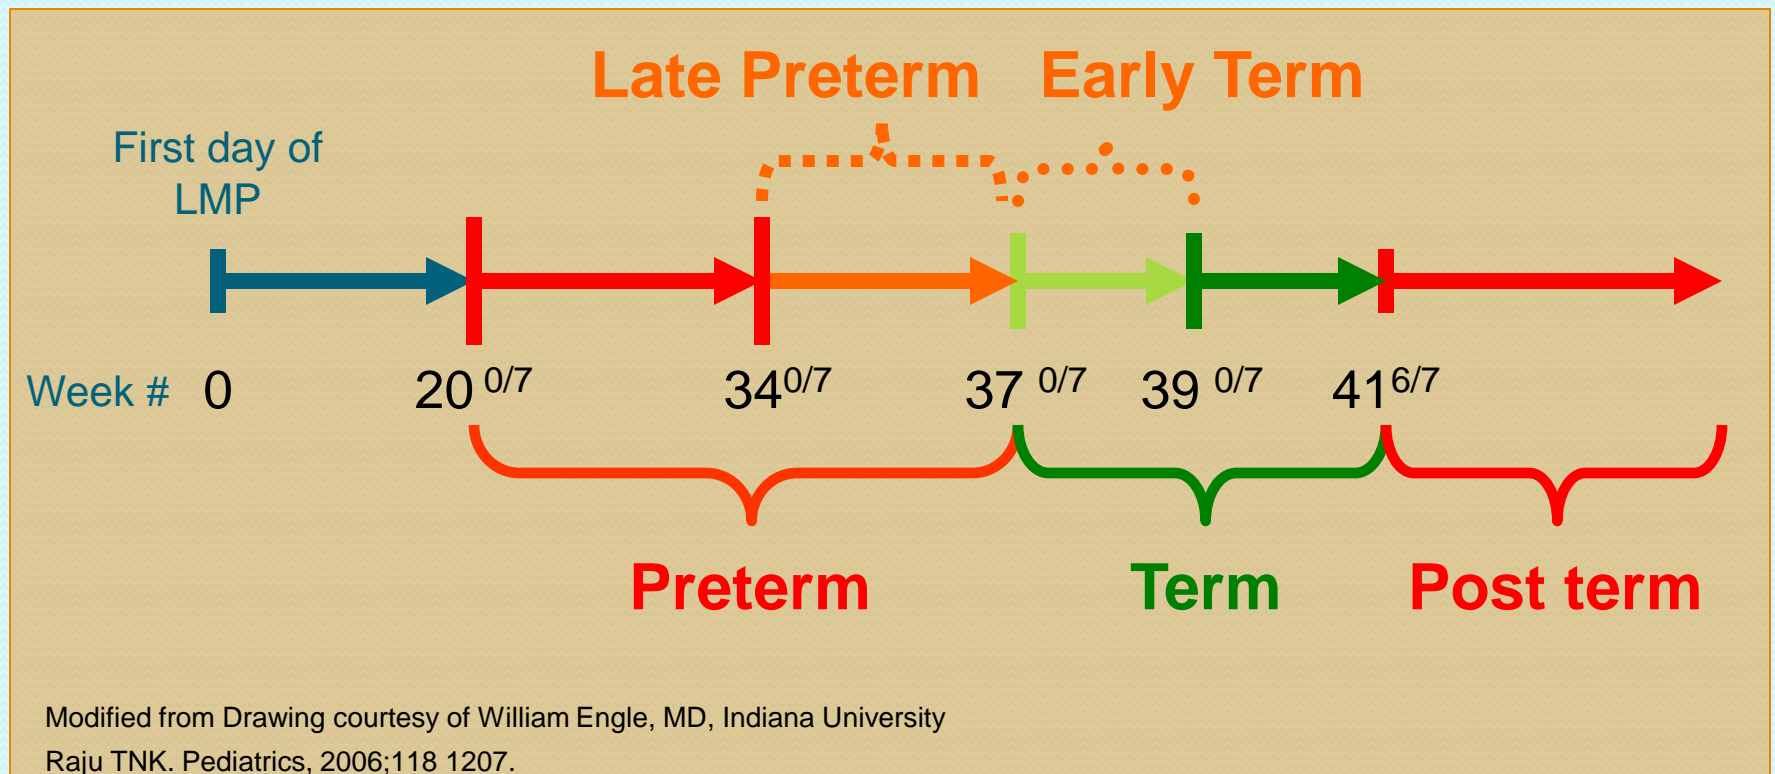 Late Preterm Early Term
First day of
LMP
Week # 0 20 0/7 34 0/7 37 0/7 39 0/7 41 6/7
Preterm Term Post term
Modified from Drawing courtesy of William Engle, MD, Indiana University
Raju TNK. Pediatrics, 2006;118 1207.